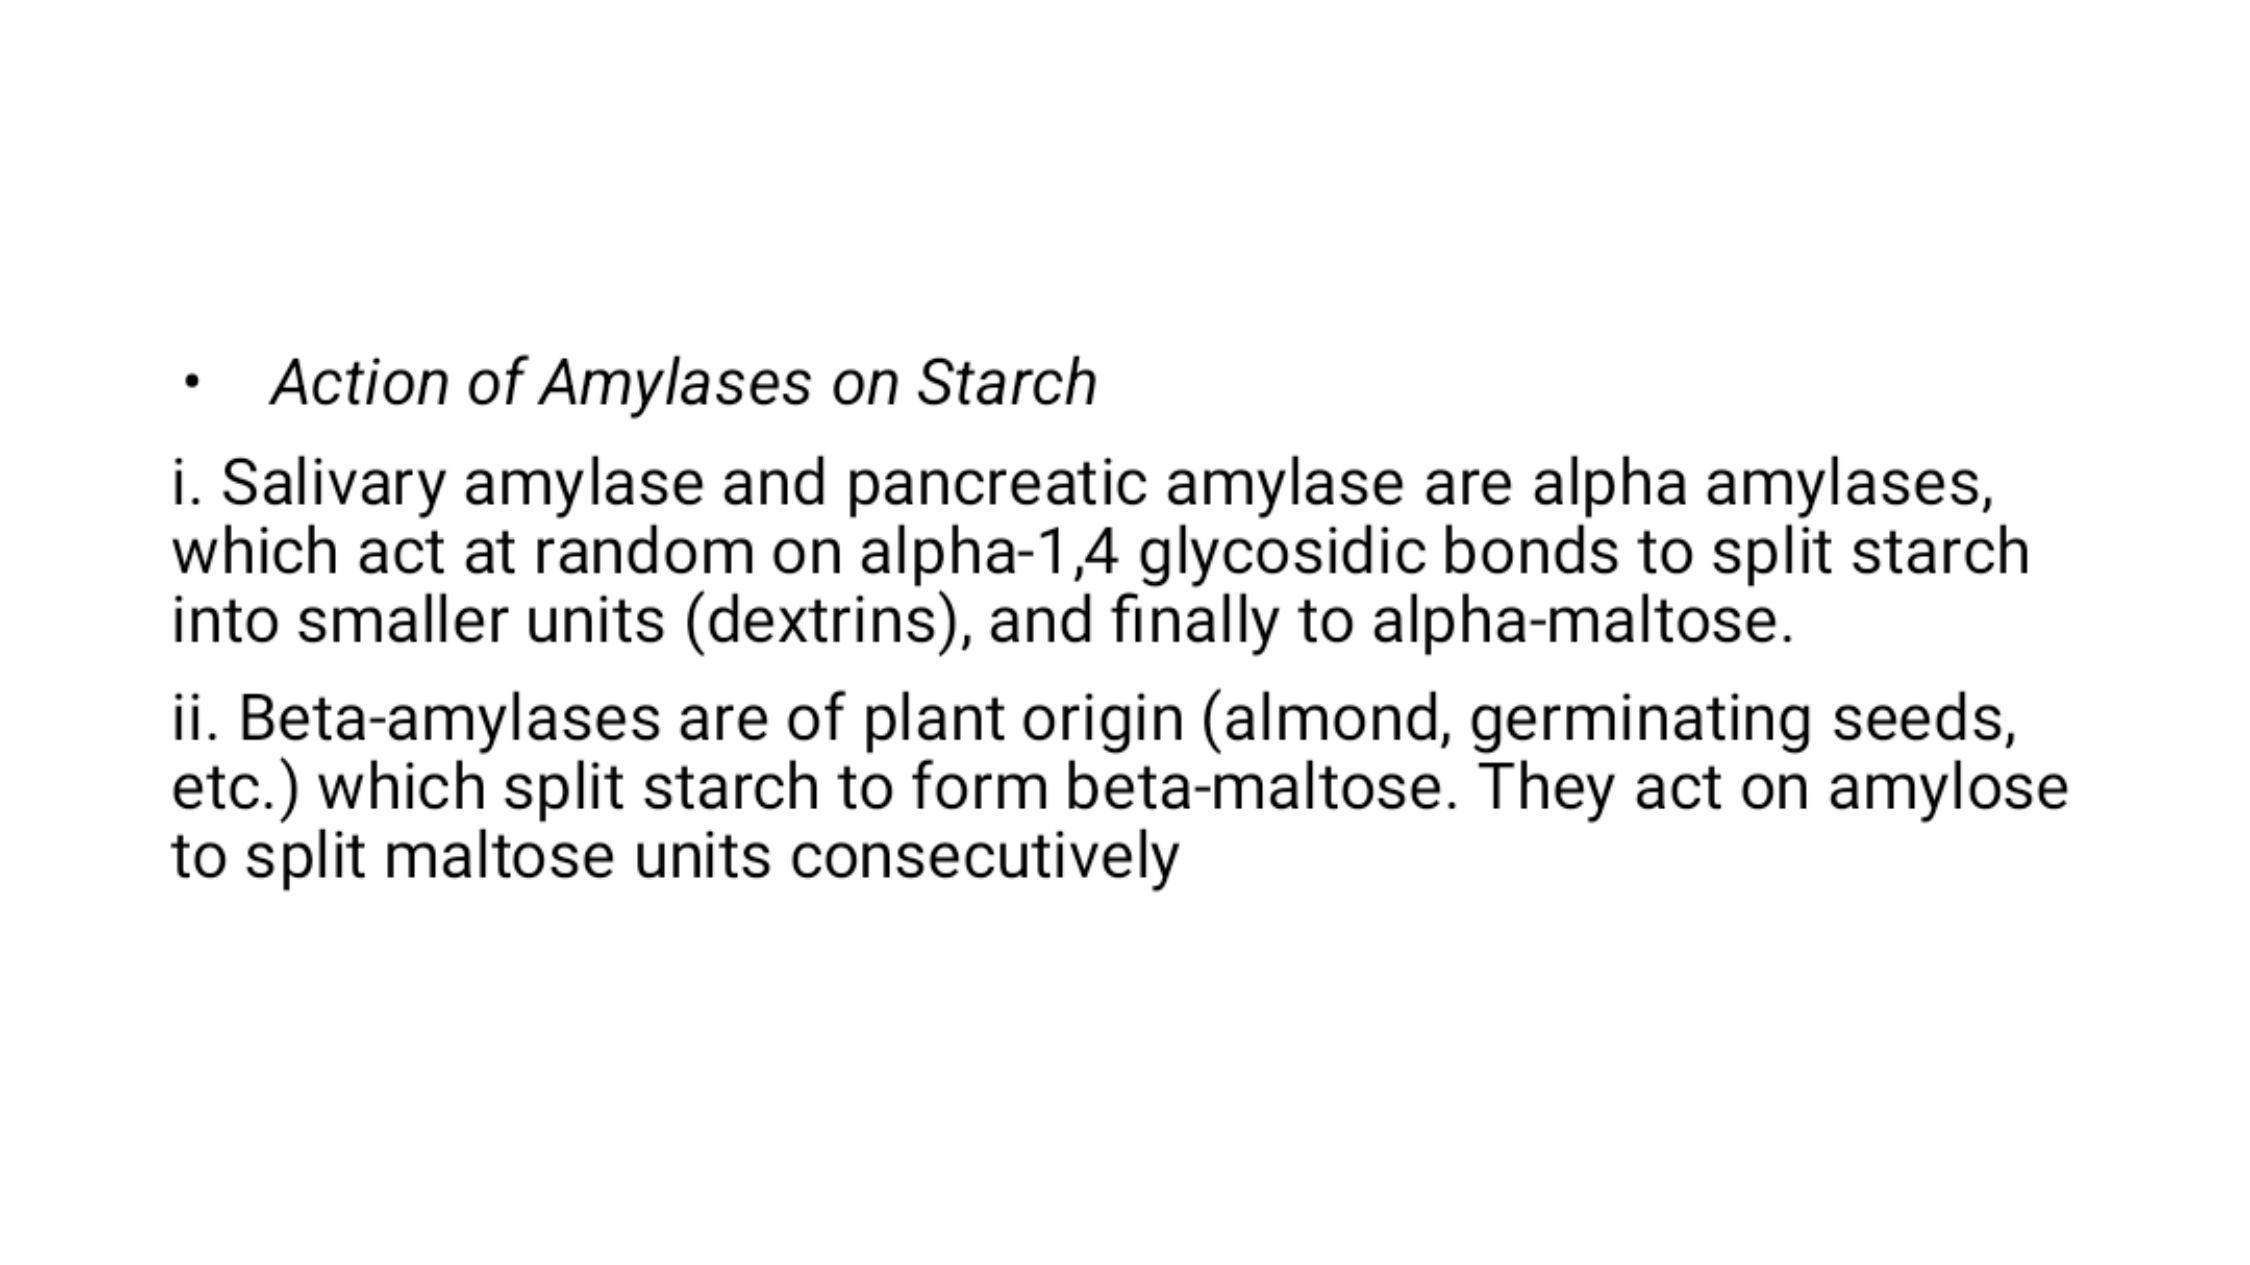 • Action of Amylases on Starch
i. Salivary amylase and pancreatic amylase are alpha amylases,
which act at random on alpha-1,4 glycosidic bonds to split starch
into smaller units (dextrins), and finally to alpha-maltose.
ii. Beta-amylases are of plant origin (almond, germinating seeds,
etc.) which split starch to form beta-maltose. They act on amylose
to split maltose units consecutively